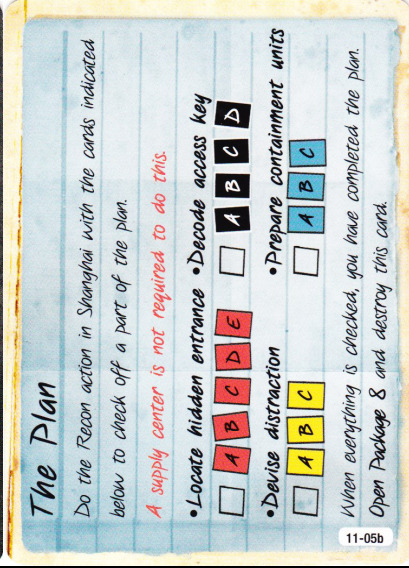 The Plan
Do the Recon action in Shanghai with the cards indicated
below to check off a part of the plan.
A supply center is not required to do this.
•Locate hidden entrance •Decode access key
A B C D E A B C D
•Devise distraction •Prepare containment units
A B C A B C
When everything is checked, you have completed the plan.
Open Package 8 and destroy this card.
11-05b